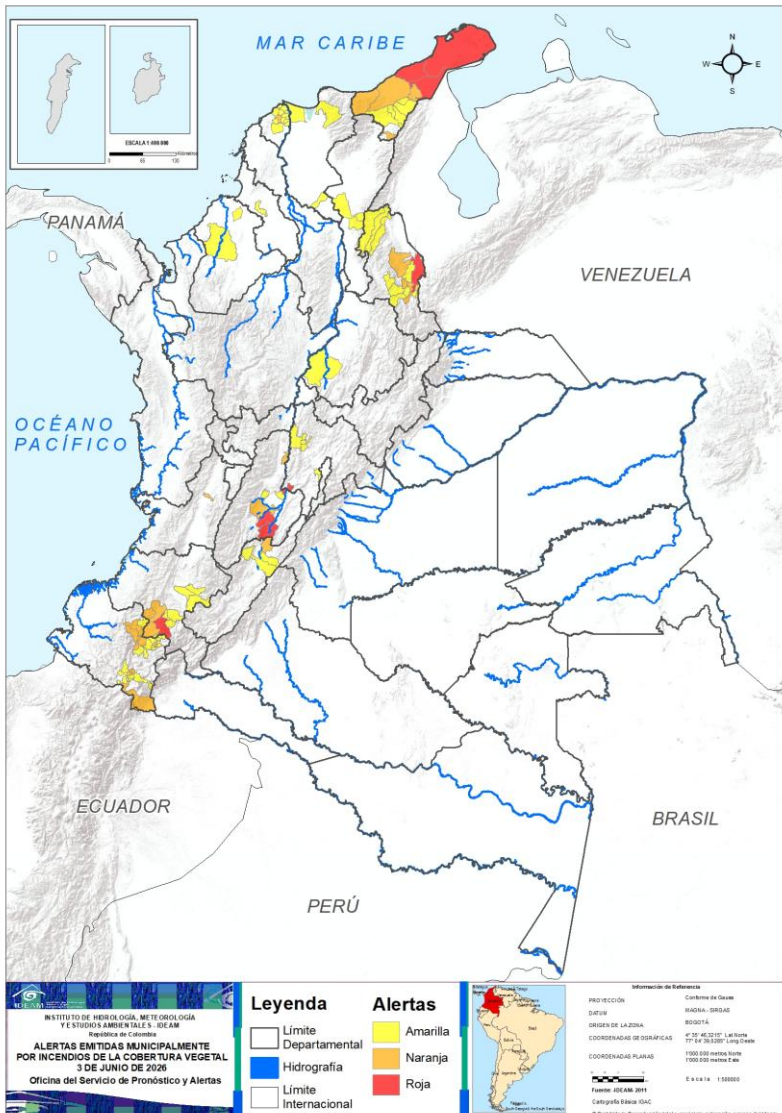 MAR CARIBE
N
W
E
S
ESCALA 1:400 000
PANAMÁ
VENEZUELA
OCÉANO
PACÍFICO
ECUADOR
BRASIL
PERÚ
IDEAM
INSTITUTO DE HIDROLOGÍA, METEOROLOGÍA
Y ESTUDIOS AMBIENTALES - IDEAM
República de Colombia
ALERTAS EMITIDAS MUNICIPALMENTE
POR INCENDIOS DE LA COBERTURA VEGETAL
3 DE JUNIO DE 2026
Oficina del Servicio de Pronóstico y Alertas
Leyenda
Límite
Departamental
Hidrografía
Límite
Internacional
Alertas
Amarilla
Naranja
Roja
Información de Referencia
PROYECCIÓN Conforme de Gauss
DATUM MAGNA - SIRGAS
ORIGEN DE LA ZONA BOGOTÁ
COORDENADAS GEOGRÁFICAS
COORDENADAS PLANAS 1'000.000 metros Norte
1'000.000 metros Este
Fuente: IDEAM 2011
Cartografía Básica IGAC